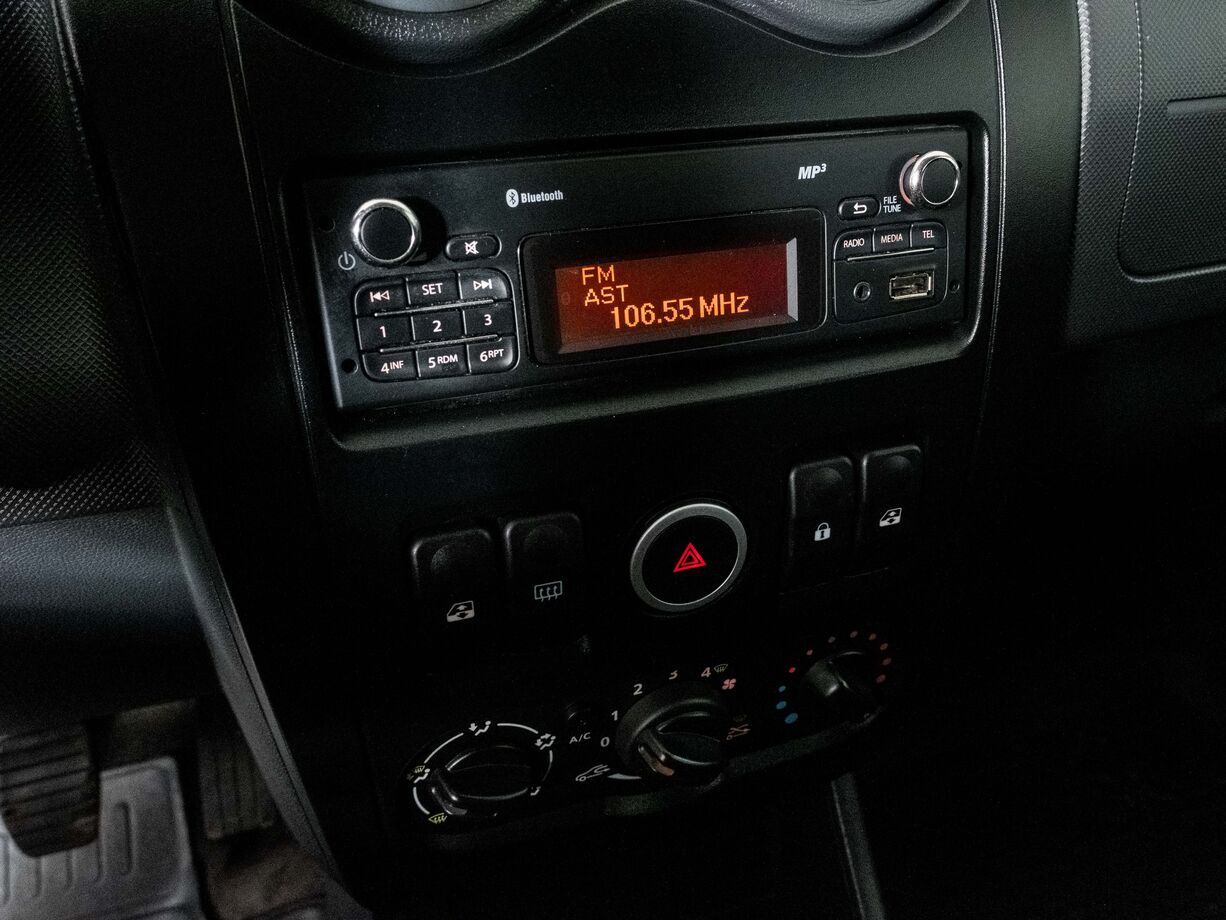 Bluetooth
MP3
FILE
TUNE
SET
RADIO MEDIA TEL
FM
AST
106.55 MHz
1 2 3
4 INF 5 RDM 6 RPT
A/C 0 1 2 3 4